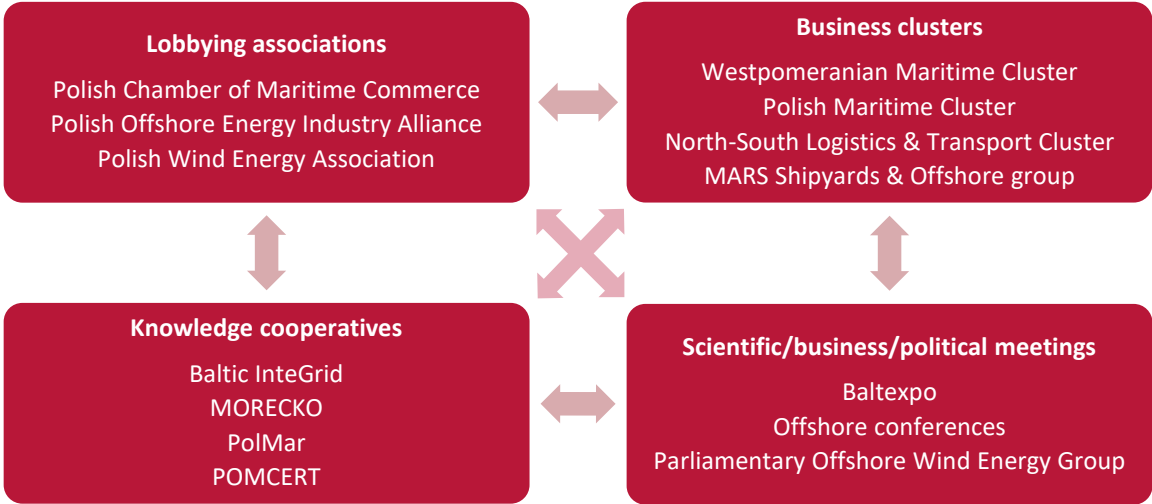 Lobbying associations
Polish Chamber of Maritime Commerce
Polish Offshore Energy Industry Alliance
Polish Wind Energy Association
Business clusters
Westpomeranian Maritime Cluster
Polish Maritime Cluster
North-South Logistics & Transport Cluster
MARS Shipyards & Offshore group
Knowledge cooperatives
Baltic InteGrid
MORECKO
PolMar
POMCERT
Scientific/business/political meetings
Baltexpo
Offshore conferences
Parliamentary Offshore Wind Energy Group